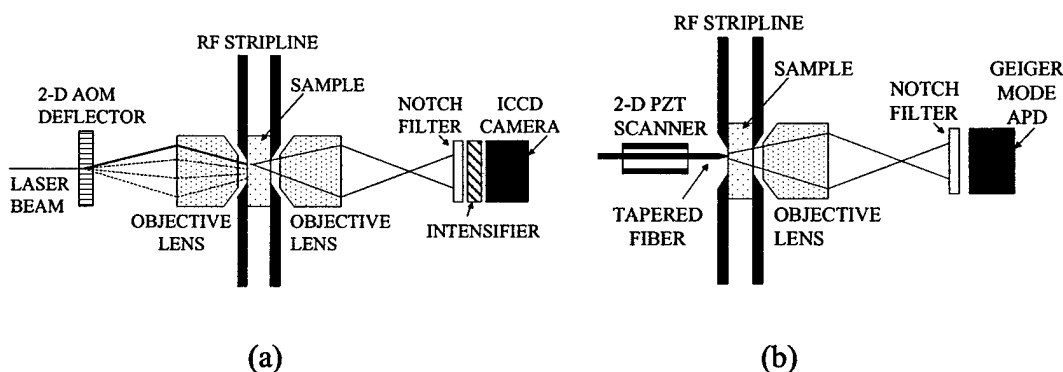 RF STRIPLINE
SAMPLE
2-D AOM
DEFLECTOR
NOTCH
FILTER
ICCD
CAMERA
LASER
BEAM
OBJECTIVE
LENS
OBJECTIVE
LENS
INTENSIFIER
(a)
RF STRIPLINE
SAMPLE
2-D PZT
SCANNER
NOTCH
FILTER
GEIGER
MODE
APD
TAPERED
FIBER
OBJECTIVE
LENS
(b)